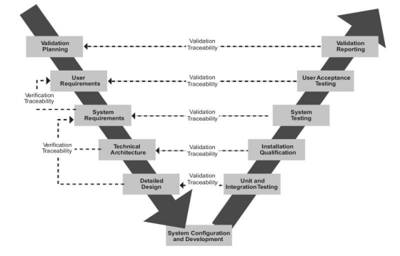 Validation
Traceability
Validation
Planning
Validation
Reporting
User
Requirements
Validation
Traceability
User Acceptance
Testing
Verification
Traceability
System
Requirements
Validation
Traceability
System
Testing
Verification
Traceability
Technical
Architecture
Validation
Traceability
Installation
Qualification
Detailed
Design
Validation
Traceability
Unit and
Integration Testing
System Configuration
and Development